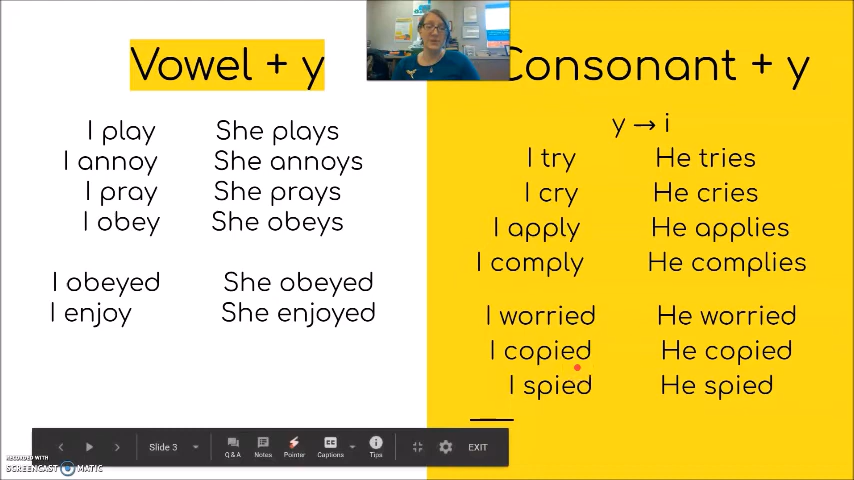 Vowel + y
I play She plays
I annoy She annoys
I pray She prays
I obey She obeys
I obeyed She obeyed
I enjoy She enjoyed
Consonant + y
y → i
I try He tries
I cry He cries
I apply He applies
I comply He complies
I worried He worried
I copied He copied
I spied He spied
Slide 3
Q & A
Notes
Pointer
Captions
Tips
EXIT
RECORDED WITH
SCREENCAST MATIC